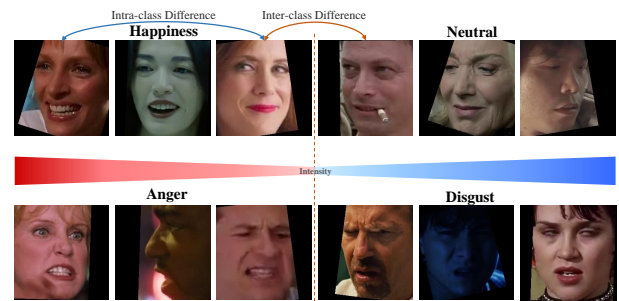 Intra-class Difference Inter-class Difference
Happiness Neutral
Intensity
Anger Disgust